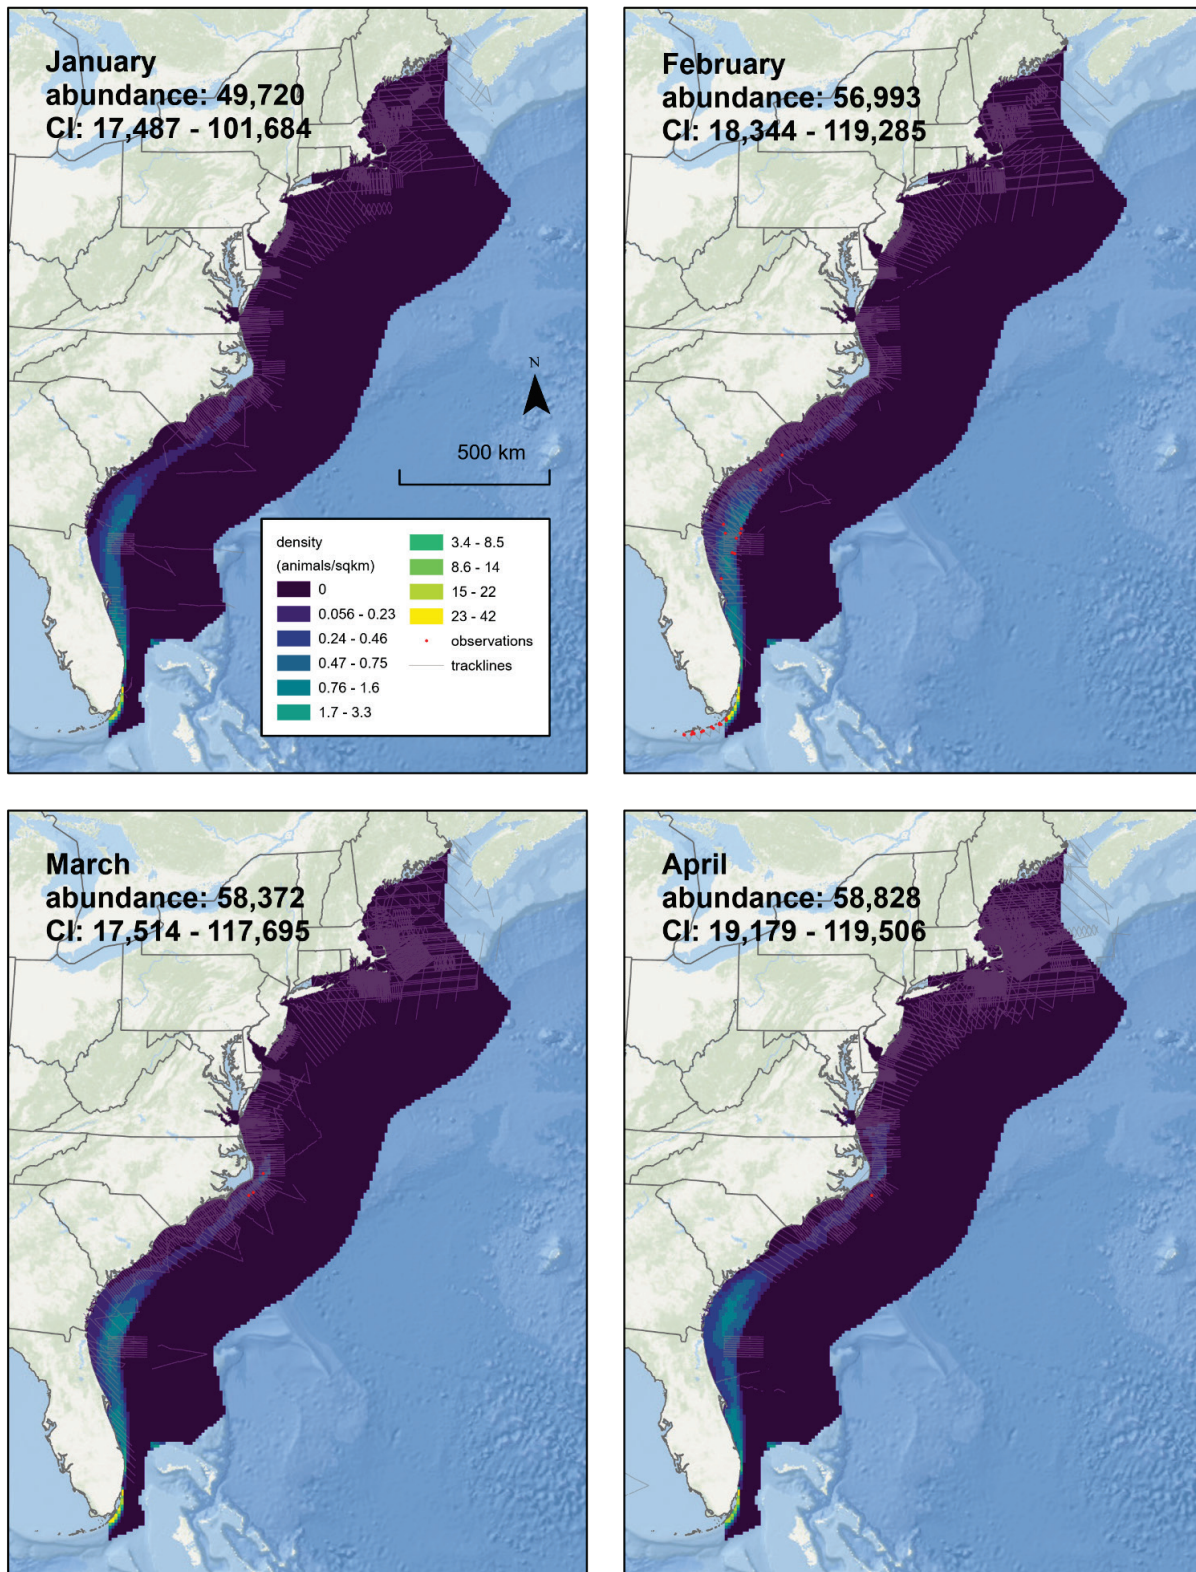 January
abundance: 49,720
CI: 17,487 - 101,684
N
500 km
density
(animals/sqkm)
0
0.056 - 0.23
0.24 - 0.46
0.47 - 0.75
0.76 - 1.6
1.7 - 3.3
3.4 - 8.5
8.6 - 14
15 - 22
23 - 42
observations
tracklines
February
abundance: 56,993
CI: 18,344 - 119,285
March
abundance: 58,372
CI: 17,514 - 117,695
April
abundance: 58,828
CI: 19,179 - 119,506